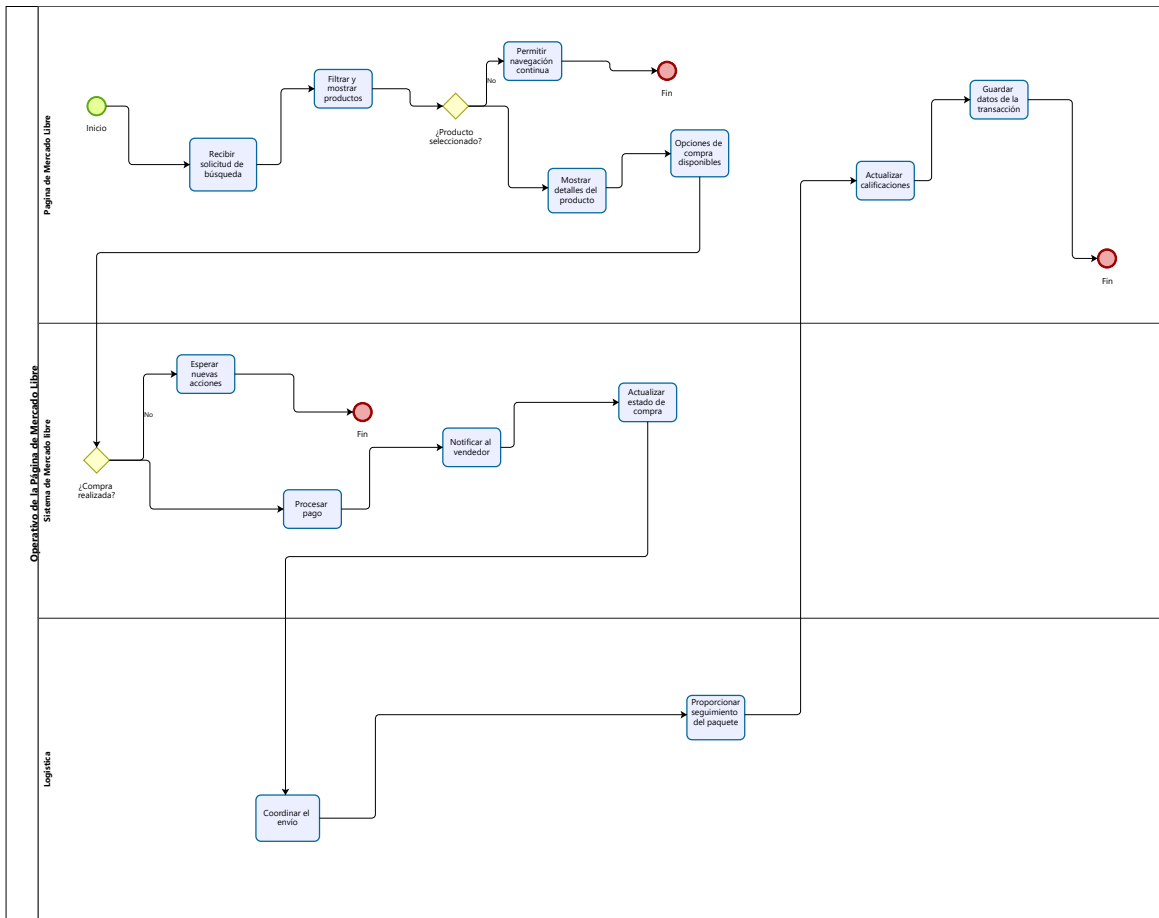 Operativo de la Página de Mercado Libre
Pagina de Mercado Libre
Inicio
Recibir
solicitud de
búsqueda
Filtrar y
mostrar
productos
¿Producto
seleccionado?
No
Permitir
navegación
continua
Fin
Mostrar
detalles del
producto
Opciones de
compra
disponibles
Actualizar
calificaciones
Guardar
datos de la
transacción
Fin
Sistema de Mercado libre
¿Compra
realizada?
No
Esperar
nuevas
acciones
Fin
Procesar
pago
Notificar al
vendedor
Actualizar
estado de
compra
Logistica
Coordinar el
envío
Proporcionar
seguimiento
del paquete